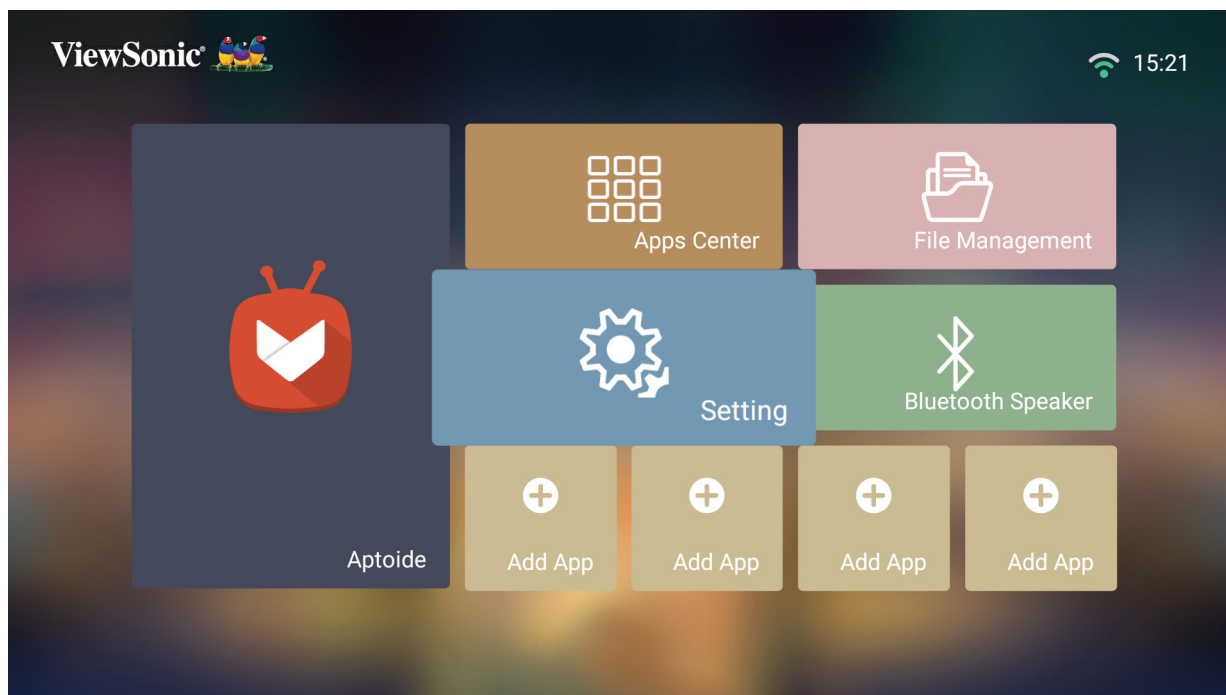 ViewSonic®
15:21
Apps Center
File Management
Setting
Bluetooth Speaker
Aptoide
Add App
Add App
Add App
Add App